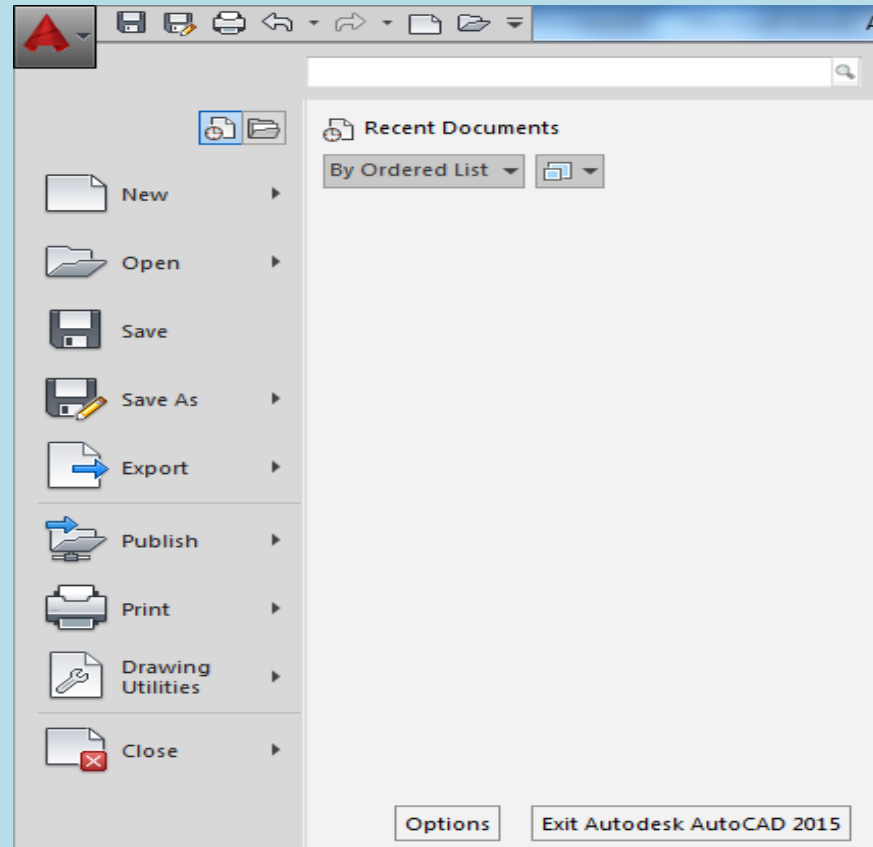 A
Recent Documents
By Ordered List
New
Open
Save
Save As
Export
Publish
Print
Drawing
Utilities
Close
Options
Exit Autodesk AutoCAD 2015